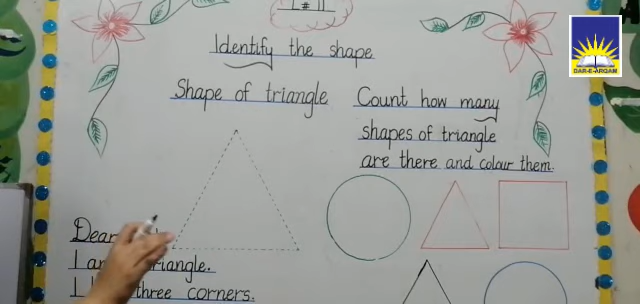 L # 11
Identify the shape
Shape of triangle
Count how many
shapes of triangle
are there and colour them.
Dear
I am triangle.
I three corners.
DAR-E-ARQAM